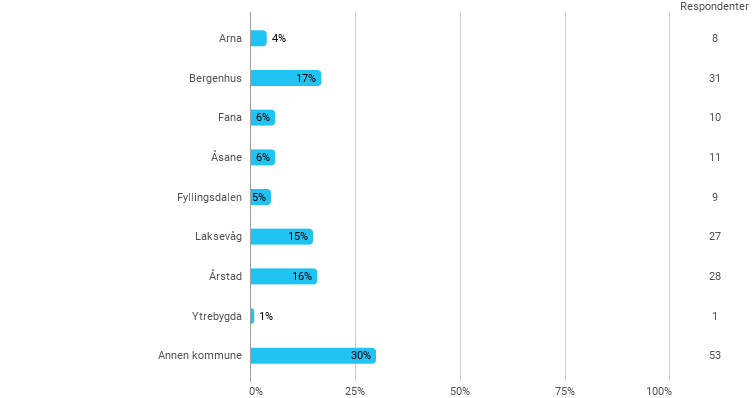 Respondenter
Arna 4% 8
Bergenhus 17% 31
Fana 6% 10
Åsane 6% 11
Fyllingsdalen 5% 9
Laksevåg 15% 27
Årstad 16% 28
Ytrebygda 1% 1
Annen kommune 30% 53
0% 25% 50% 75% 100%